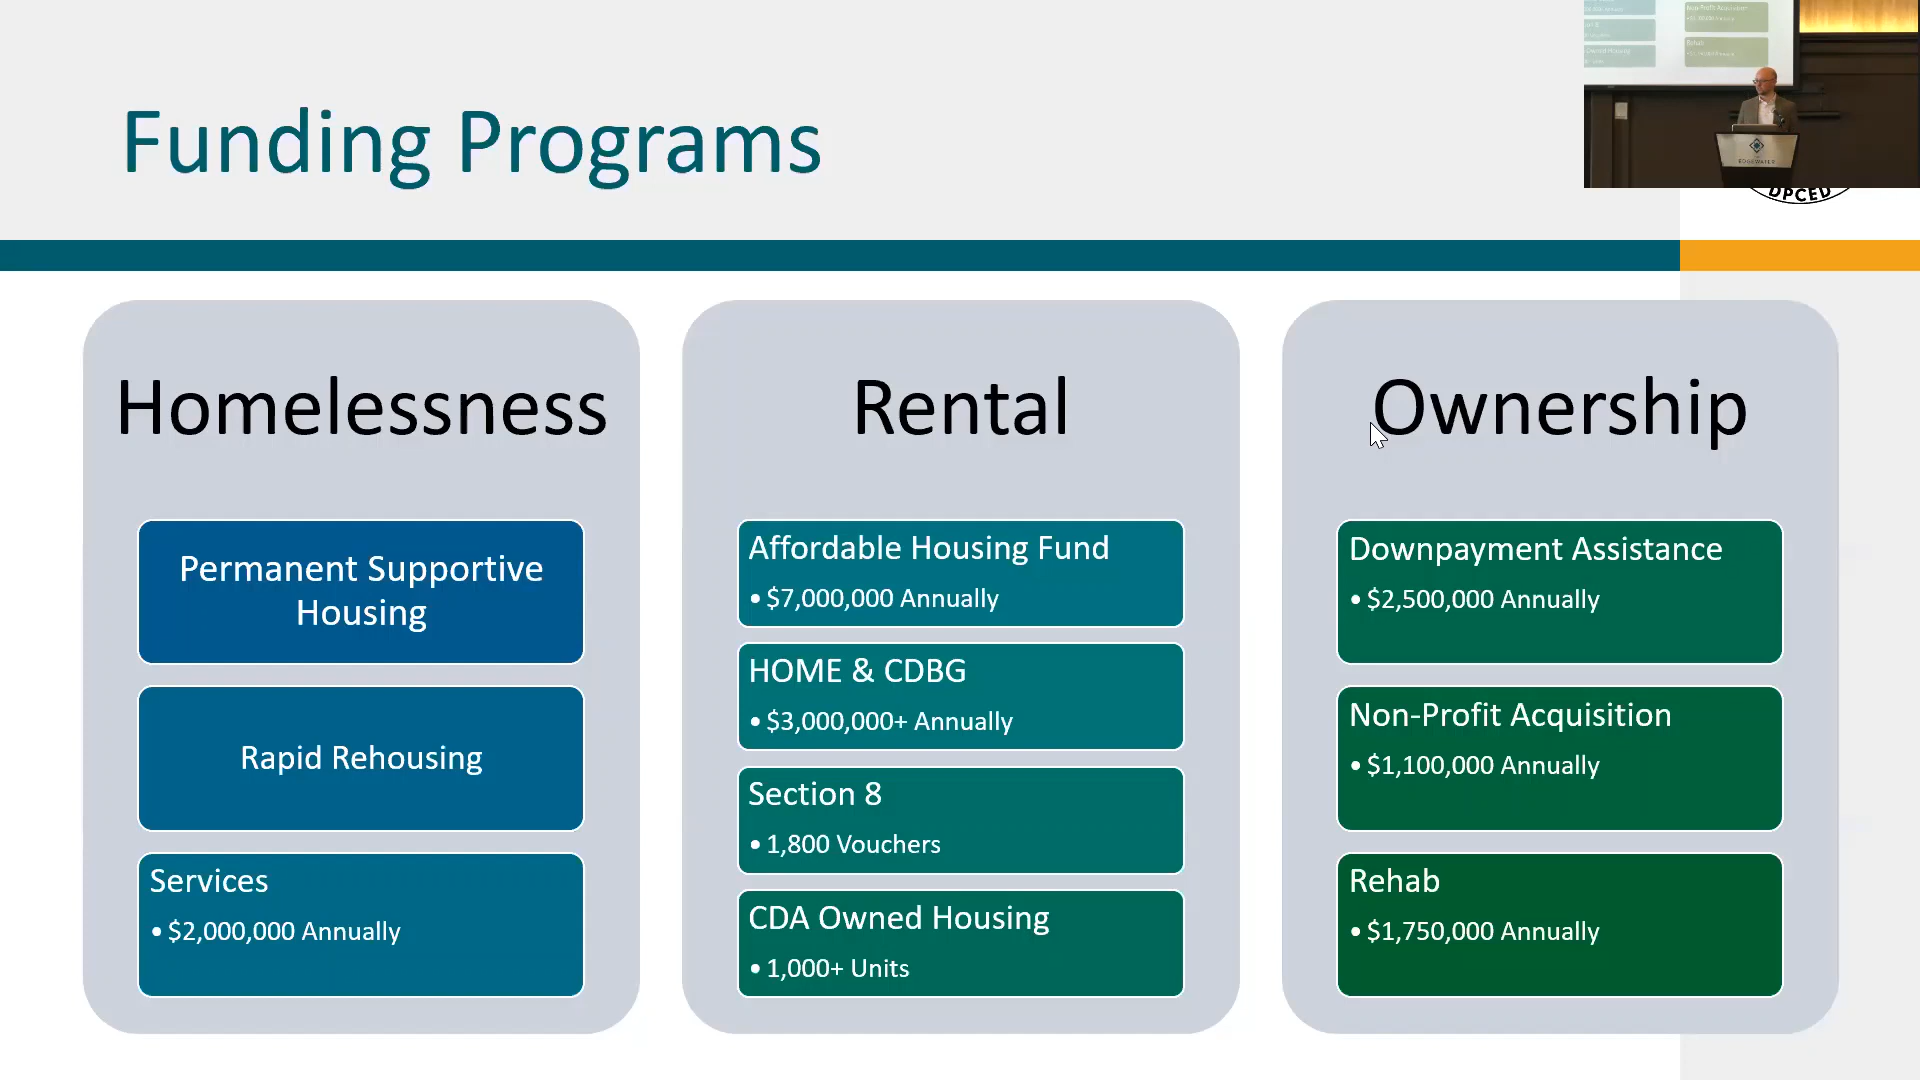 Funding Programs
DPCED
EDGEWATER
Homelessness
Permanent Supportive
Housing
Rapid Rehousing
Services
• $2,000,000 Annually
Rental
Affordable Housing Fund
• $7,000,000 Annually
HOME & CDBG
• $3,000,000+ Annually
Section 8
• 1,800 Vouchers
CDA Owned Housing
• 1,000+ Units
Ownership
Downpayment Assistance
• $2,500,000 Annually
Non-Profit Acquisition
• $1,100,000 Annually
Rehab
• $1,750,000 Annually